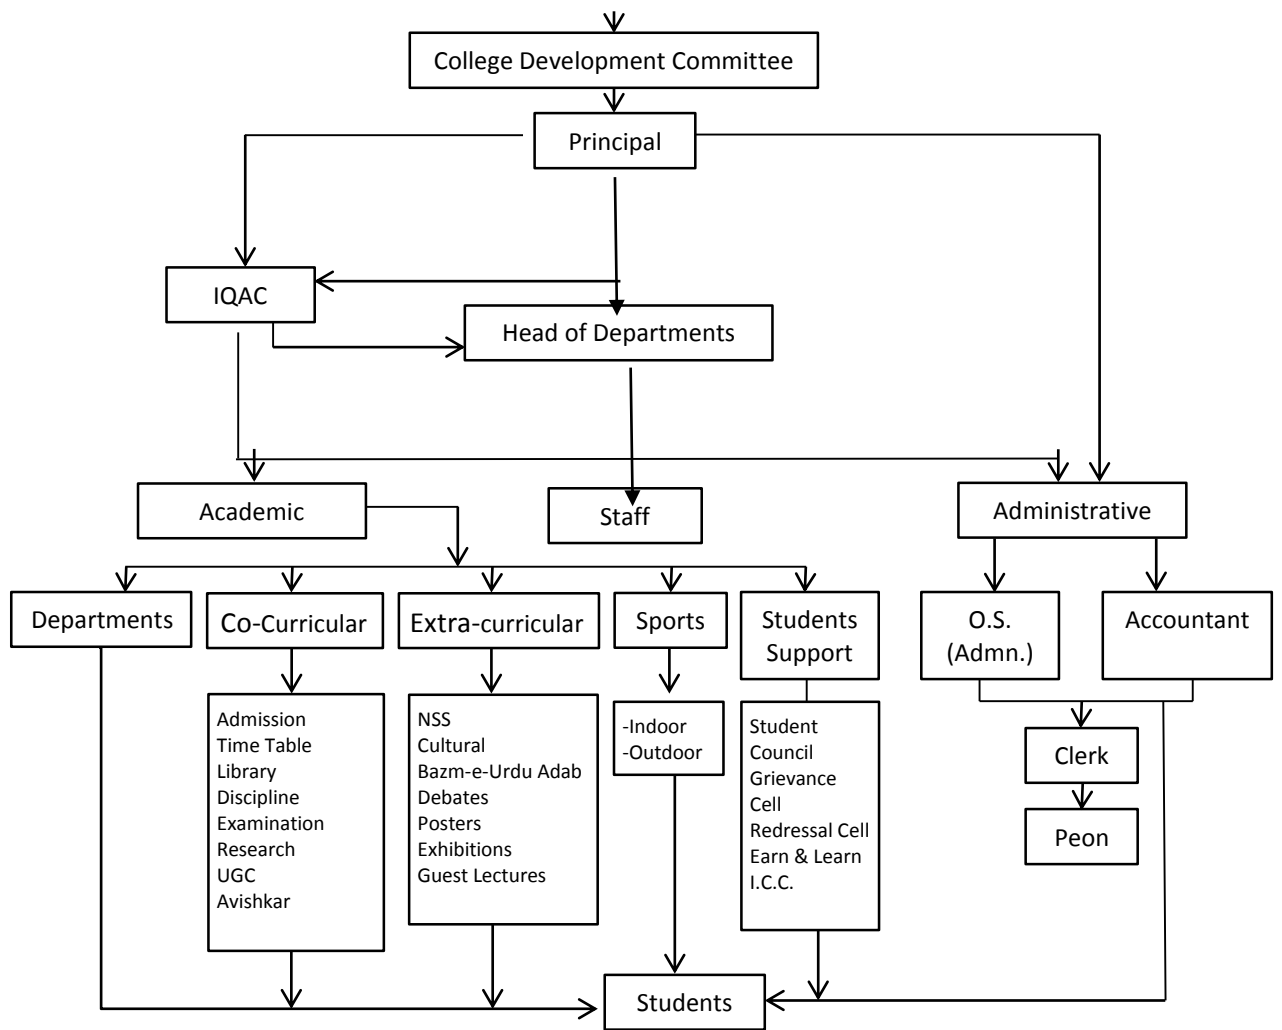 College Development Committee
Principal
IQAC
Head of Departments
Academic
Staff
Administrative
Departments
Co-Curricular
Extra-curricular
Sports
Students
Support
O.S.
(Admn.)
Accountant
Admission
Time Table
Library
Discipline
Examination
Research
UGC
Avishkar
NSS
Cultural
Bazm-e-Urdu Adab
Debates
Posters
Exhibitions
Guest Lectures
-Indoor
-Outdoor
Student
Council
Grievance
Cell
Redressal Cell
Earn & Learn
I.C.C.
Clerk
Peon
Students